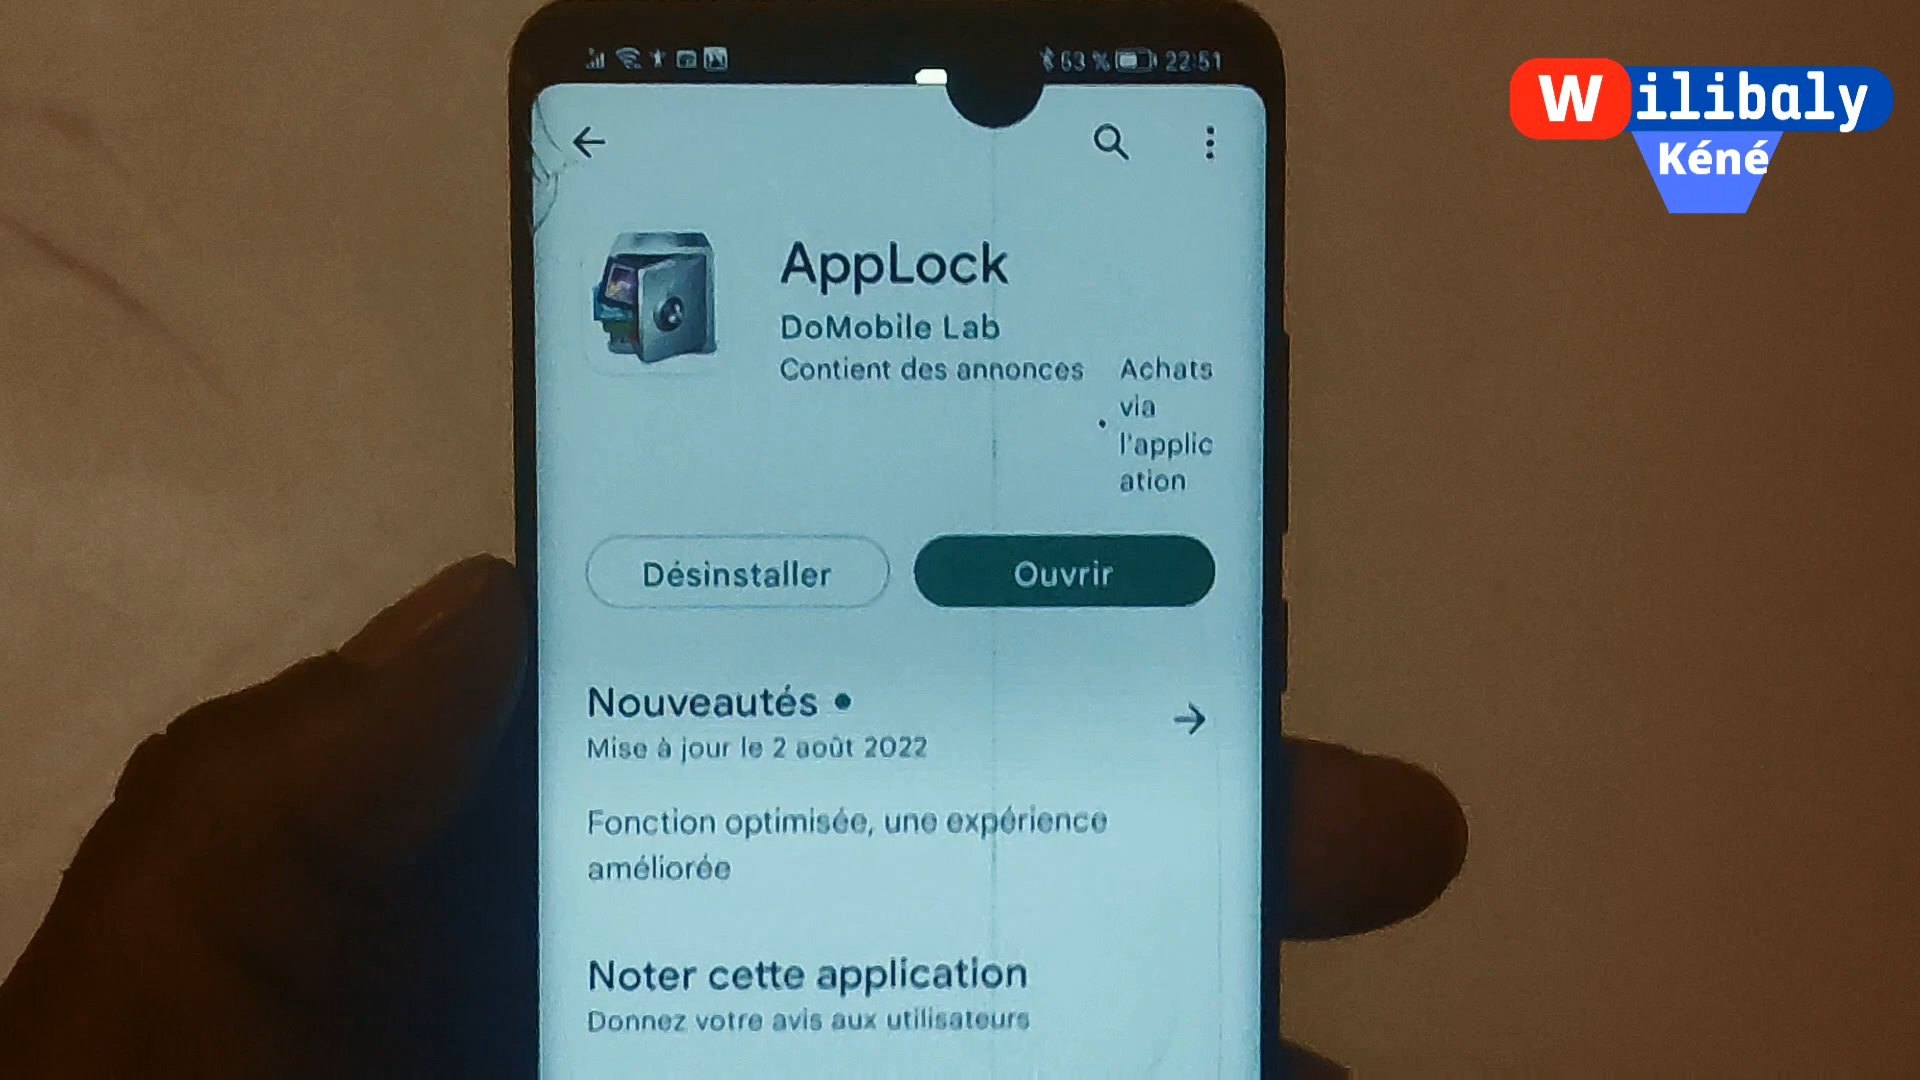 53 % 22:51
Wilibaly
Kéné
AppLock
DoMobile Lab
Contient des annonces
• Achats
via
l'applic
ation
Désinstaller
Ouvrir
Nouveautés •
Mise à jour le 2 août 2022
Fonction optimisée, une expérience
améliorée
Noter cette application
Donnez votre avis aux utilisateurs